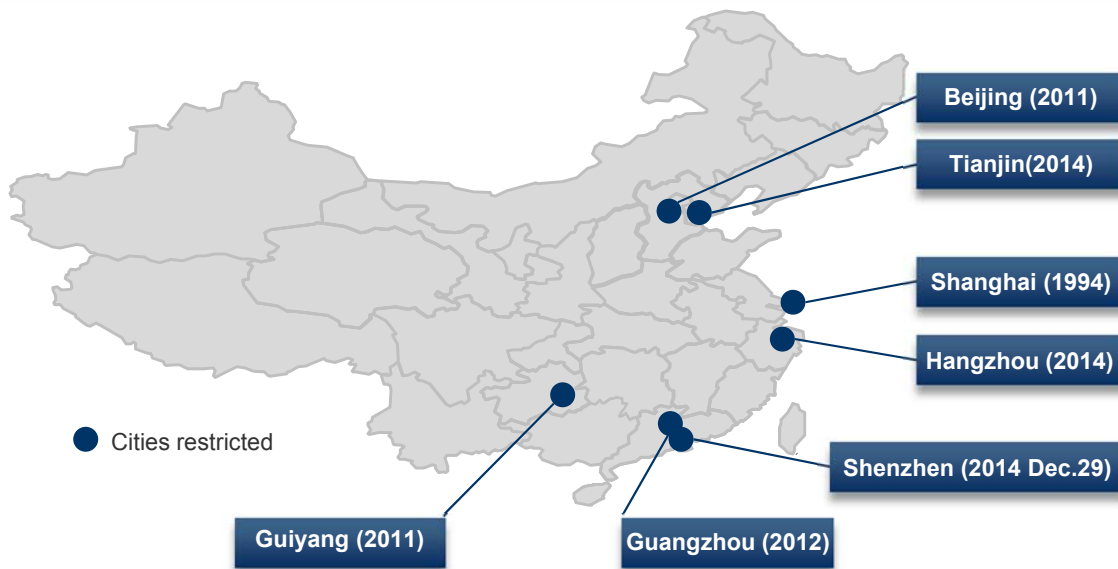 Beijing (2011)
Tianjin(2014)
Shanghai (1994)
Hangzhou (2014)
Cities restricted
Shenzhen (2014 Dec.29)
Guiyang (2011)
Guangzhou (2012)